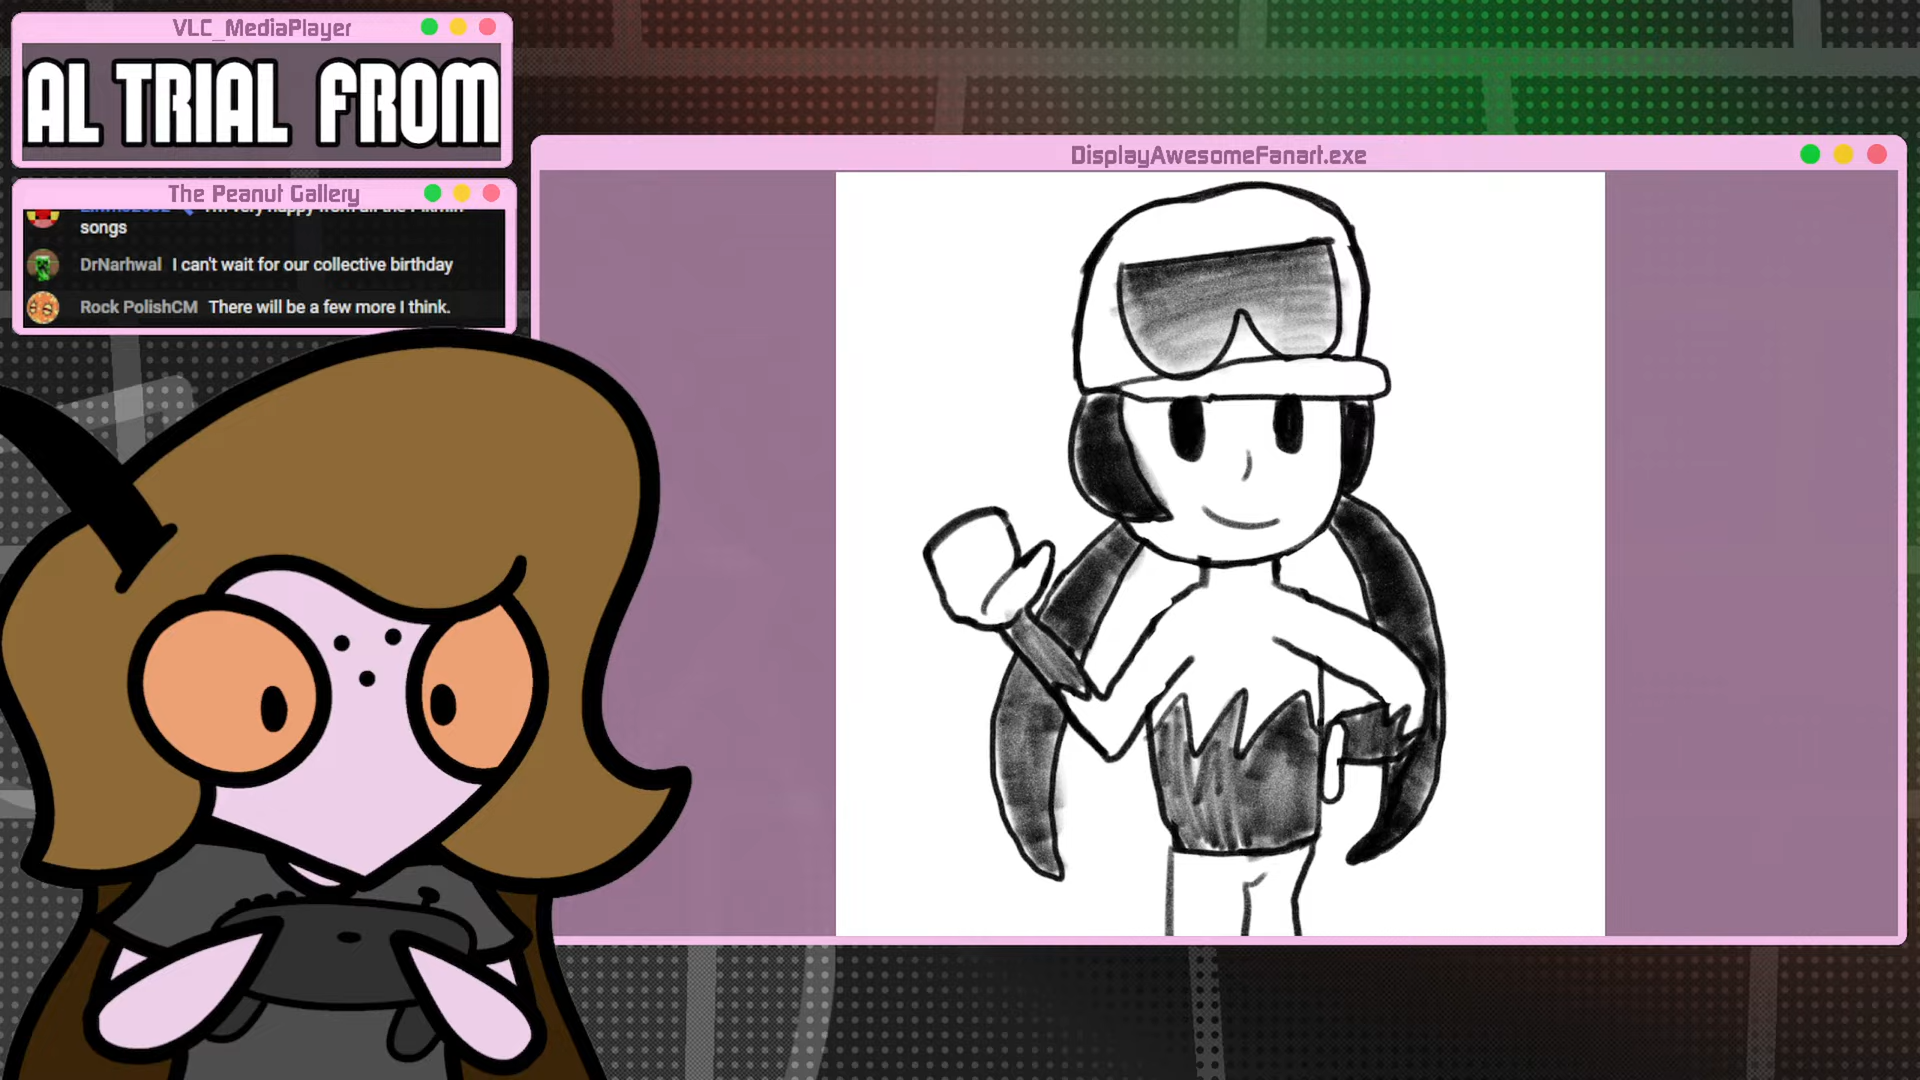 VLC_MediaPlayer
AL TRIAL FROM
The Peanut Gallery
songs
DrNarhwal I can't wait for our collective birthday
Rock PolishCM There will be a few more I think.
DisplayAwesomeFanart.exe